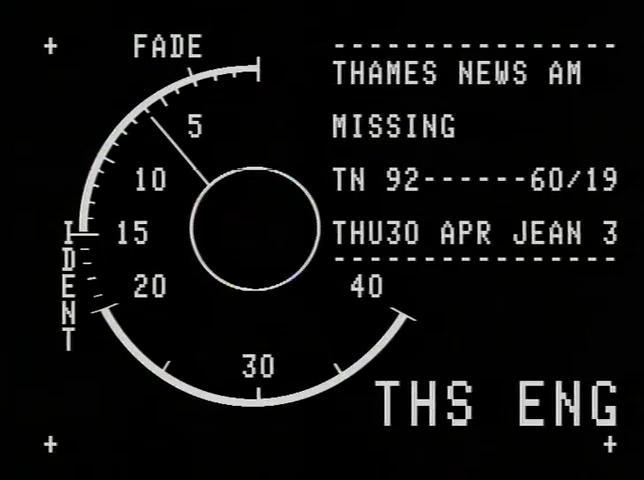 FADE
----------------
THAMES NEWS AM
MISSING
TN 92------60/19
THU30 APR JEAN 3
----------------
5
10
15
20
30
40
IDENT
THS ENG